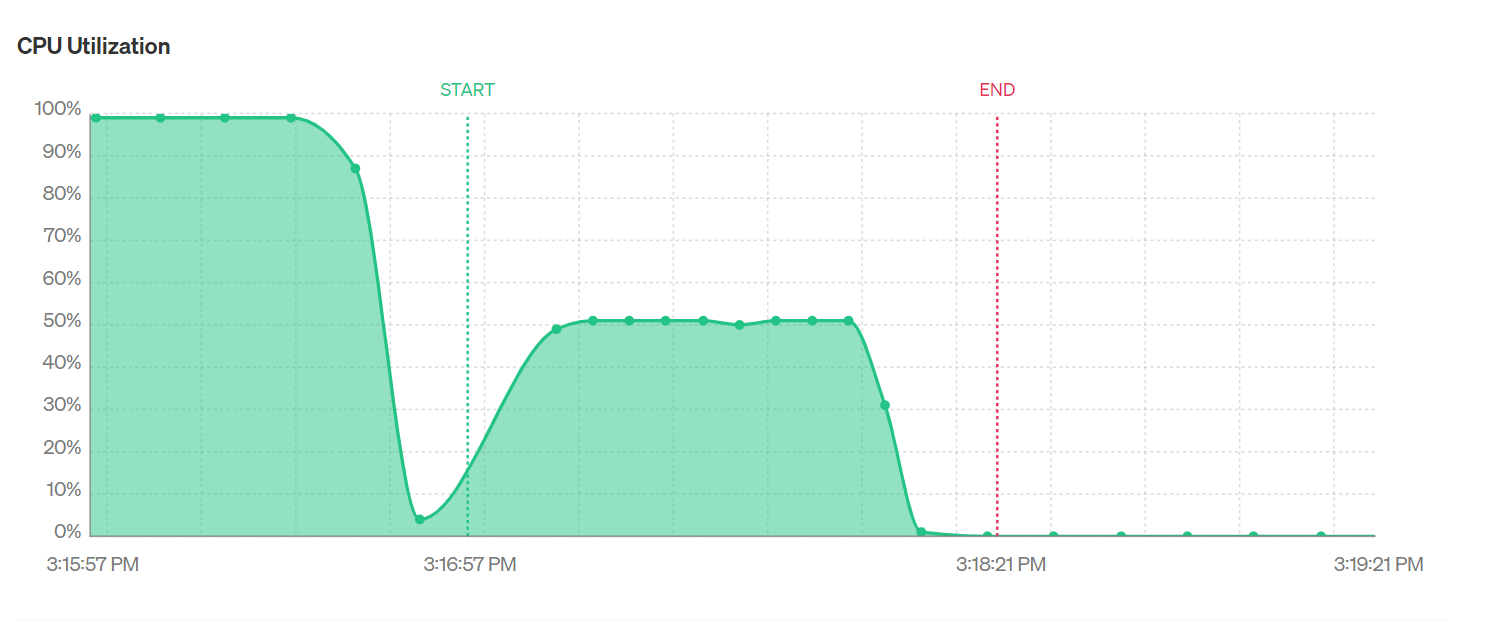 CPU Utilization
START
END
100%
90%
80%
70%
60%
50%
40%
30%
20%
10%
0%
3:15:57 PM
3:16:57 PM
3:18:21 PM
3:19:21 PM